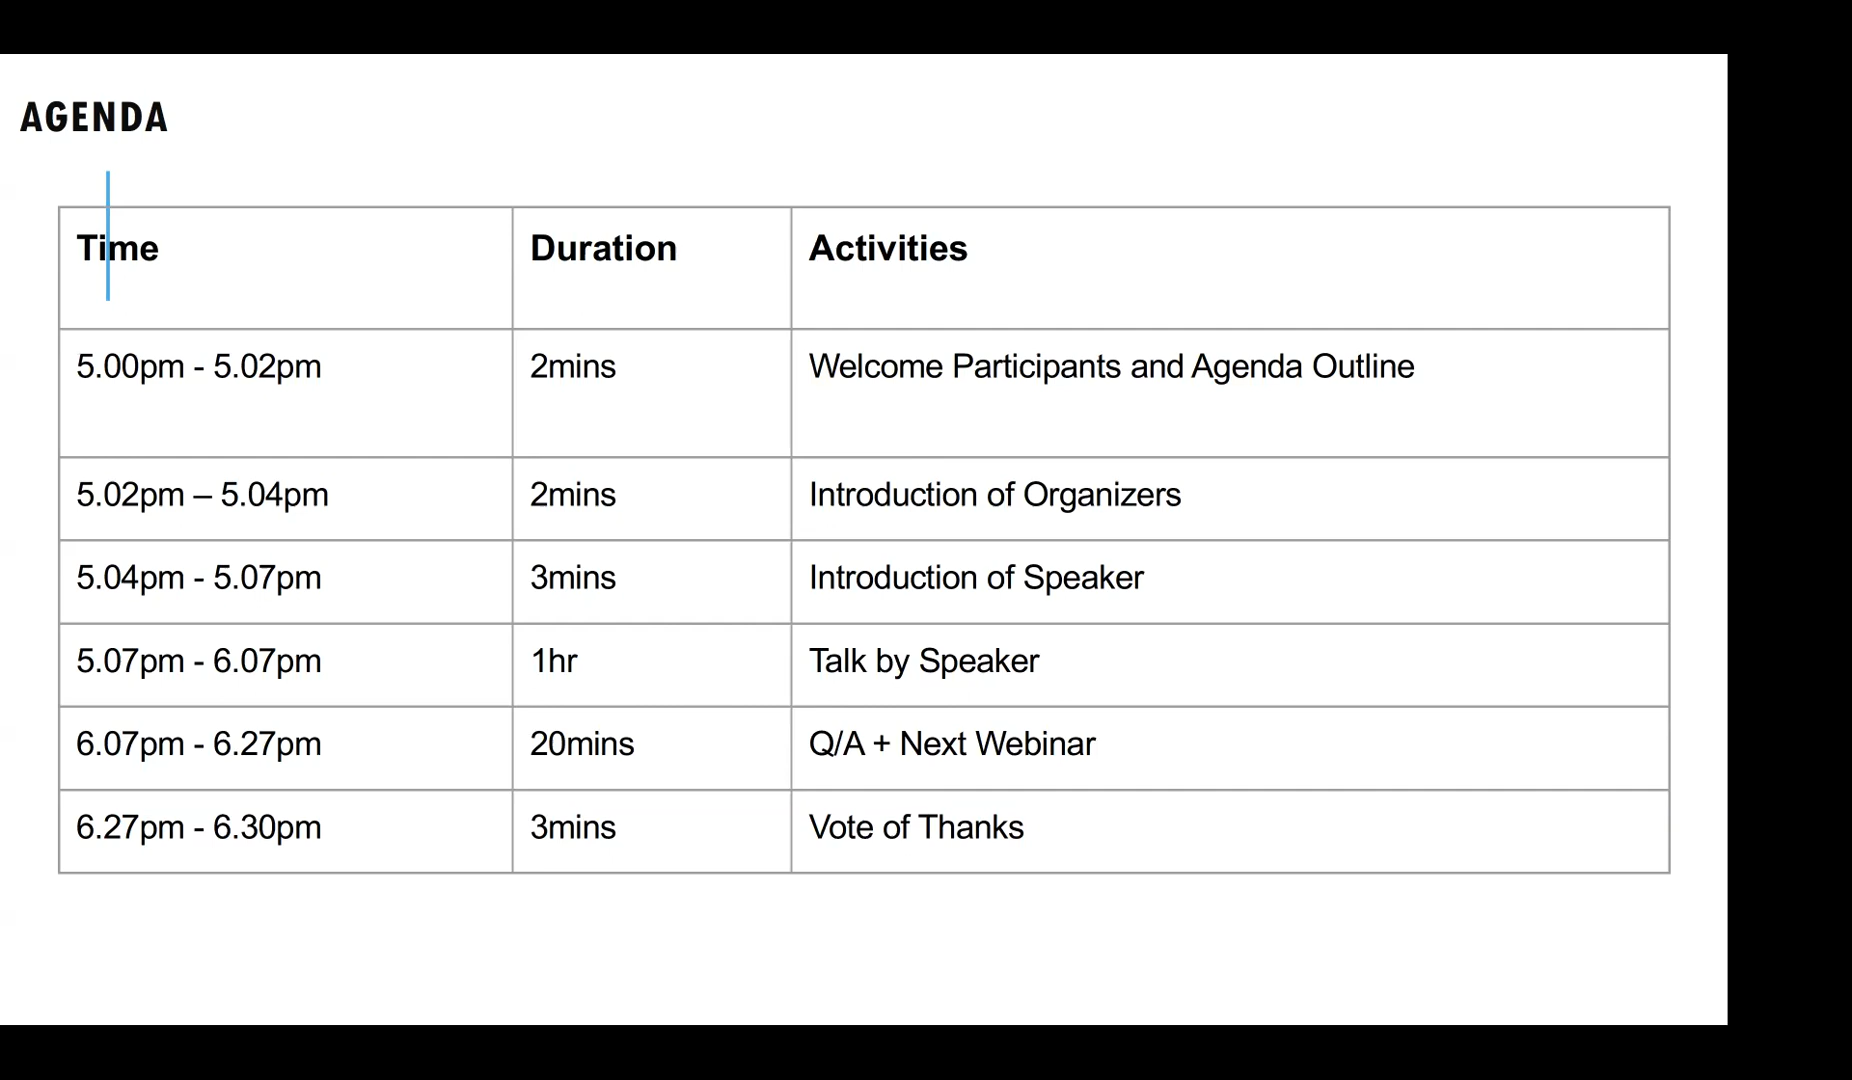 AGENDA
Time Duration Activities
5.00pm - 5.02pm 2mins Welcome Participants and Agenda Outline
5.02pm – 5.04pm 2mins Introduction of Organizers
5.04pm - 5.07pm 3mins Introduction of Speaker
5.07pm - 6.07pm 1hr Talk by Speaker
6.07pm - 6.27pm 20mins Q/A + Next Webinar
6.27pm - 6.30pm 3mins Vote of Thanks